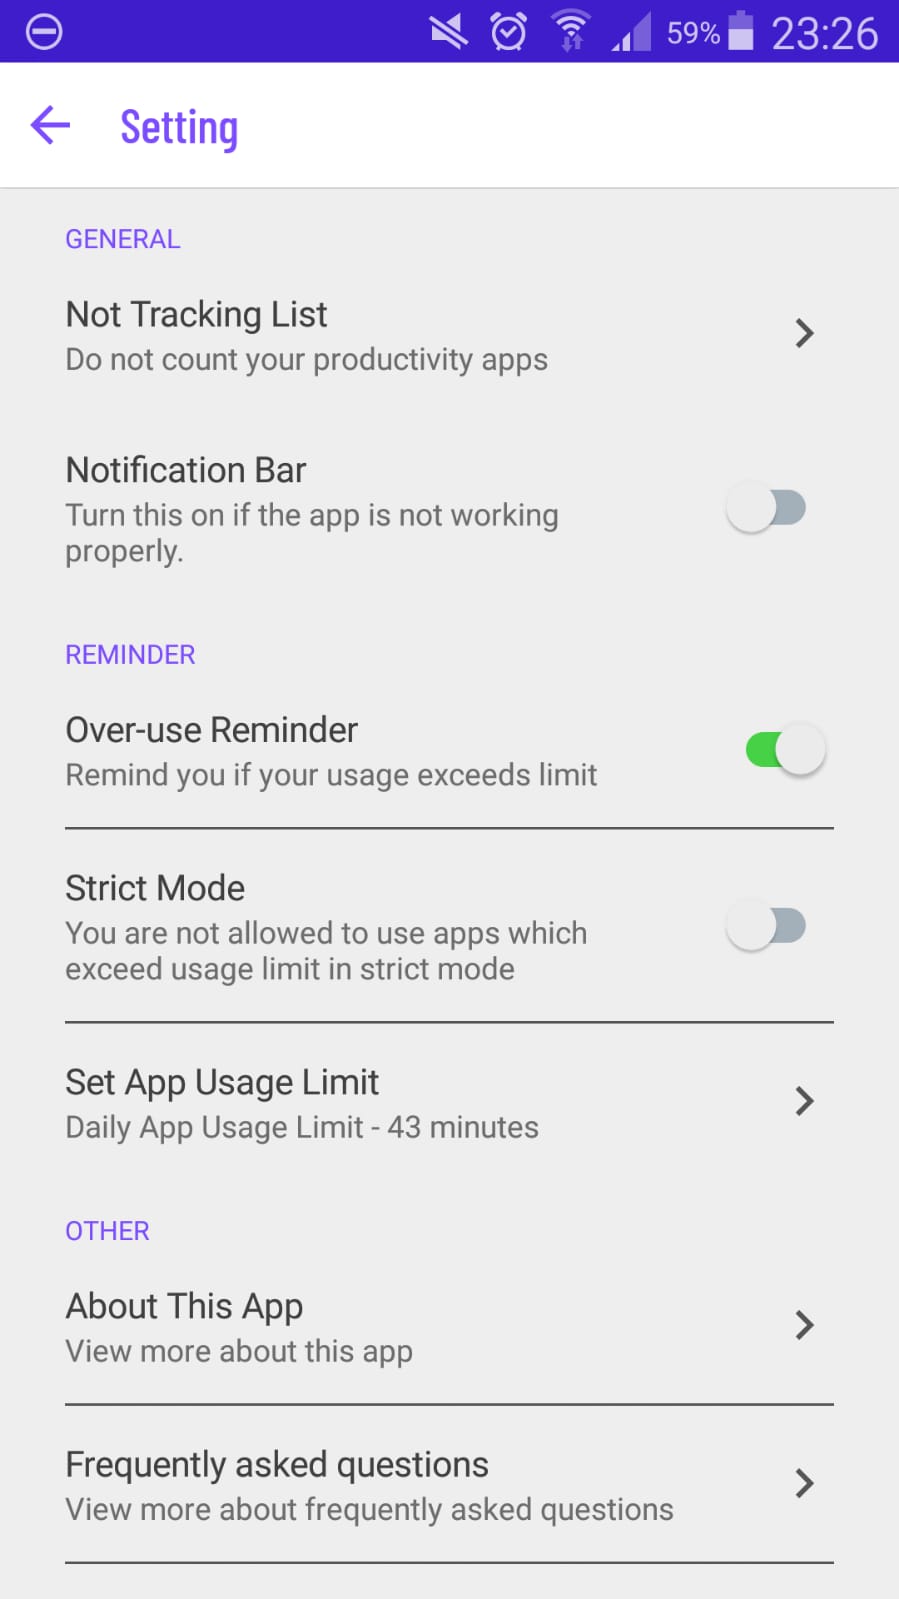 59% 23:26
Setting
GENERAL
Not Tracking List
Do not count your productivity apps
Notification Bar
Turn this on if the app is not working
properly.
REMINDER
Over-use Reminder
Remind you if your usage exceeds limit
Strict Mode
You are not allowed to use apps which
exceed usage limit in strict mode
Set App Usage Limit
Daily App Usage Limit - 43 minutes
OTHER
About This App
View more about this app
Frequently asked questions
View more about frequently asked questions